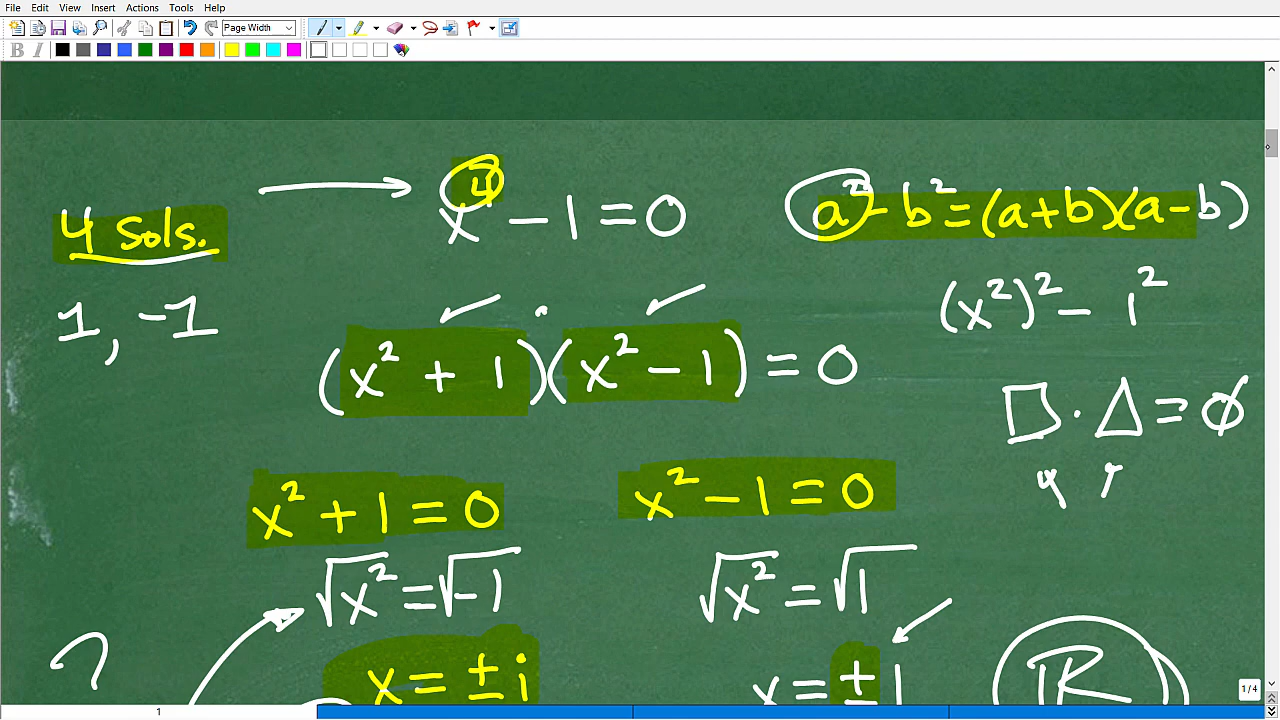 File Edit View Insert Actions Tools Help
Page Width
B I
4 sols.
x⁴ − 1 = 0
a² − b² = (a+b)(a−b)
1, −1
(x²)² − 1²
(x² + 1)(x² − 1) = 0
□ · △ = 0
x² + 1 = 0
x² − 1 = 0
√x² = √−1
√x² = √1
?
x = ± i
x = ± 1
R
1/4
1